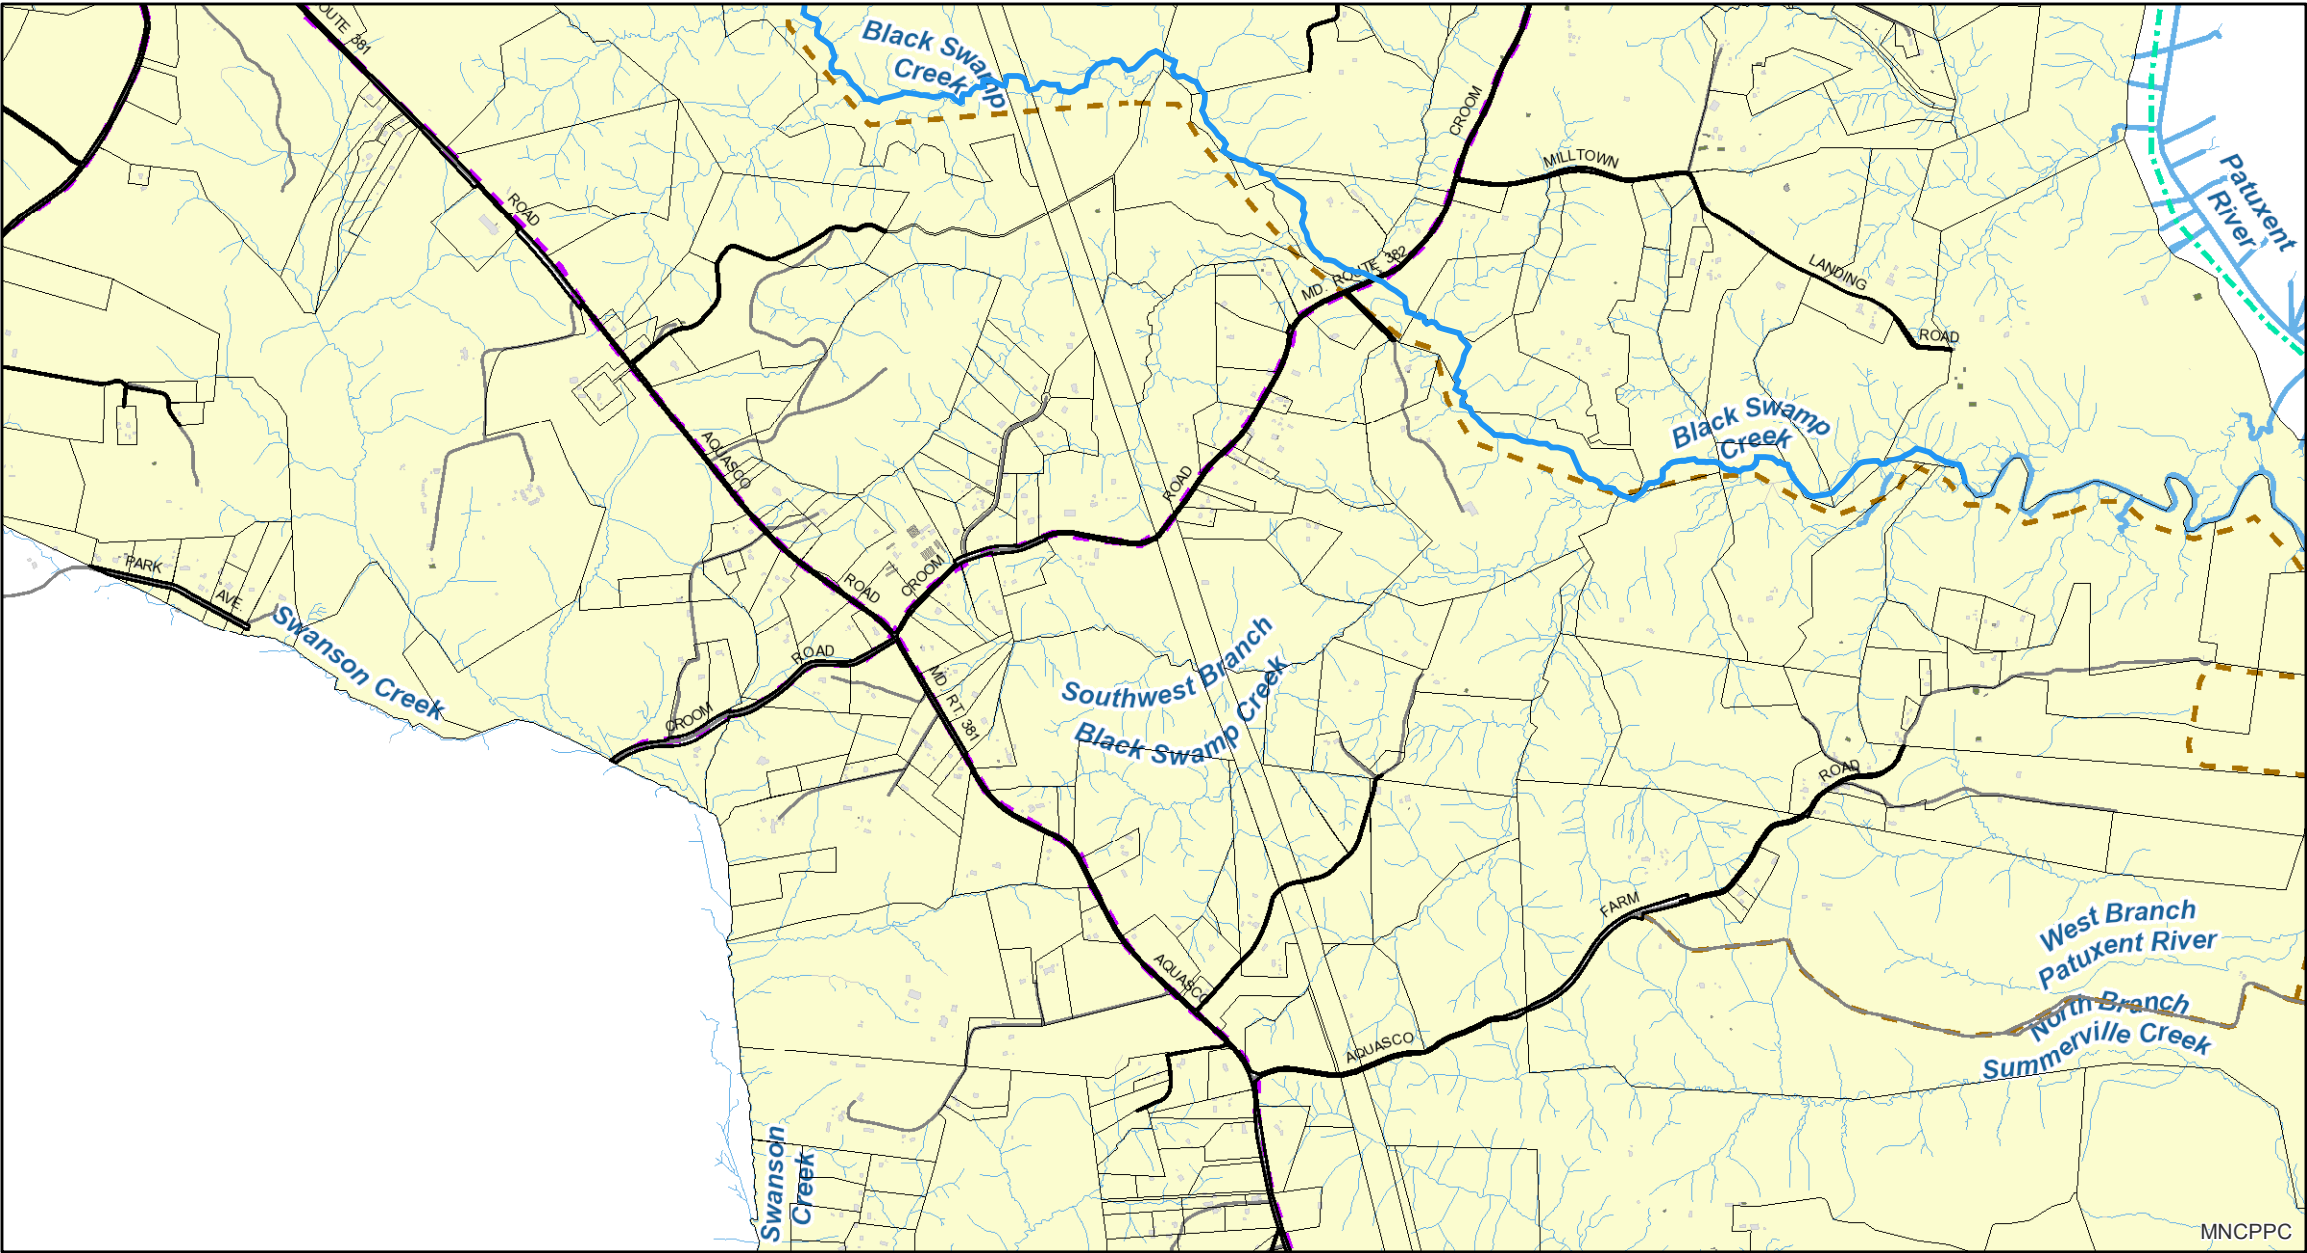 OUTE 381
Black Swamp
Creek
CROOM
MILLTOWN
Patuxent
River
ROAD
MD ROUTE 382
LANDING
ROAD
AQUASCO
Black Swamp
Creek
ROAD
PARK
AVE.
ROAD
CROOM
Swanson Creek
ROAD
CROOM
MD RT. 381
Southwest Branch
Black Swamp Creek
ROAD
FARM
AQUASCO
West Branch
Patuxent River
North Branch
Summerville Creek
AQUASCO
Swanson
Creek
MNCPPC